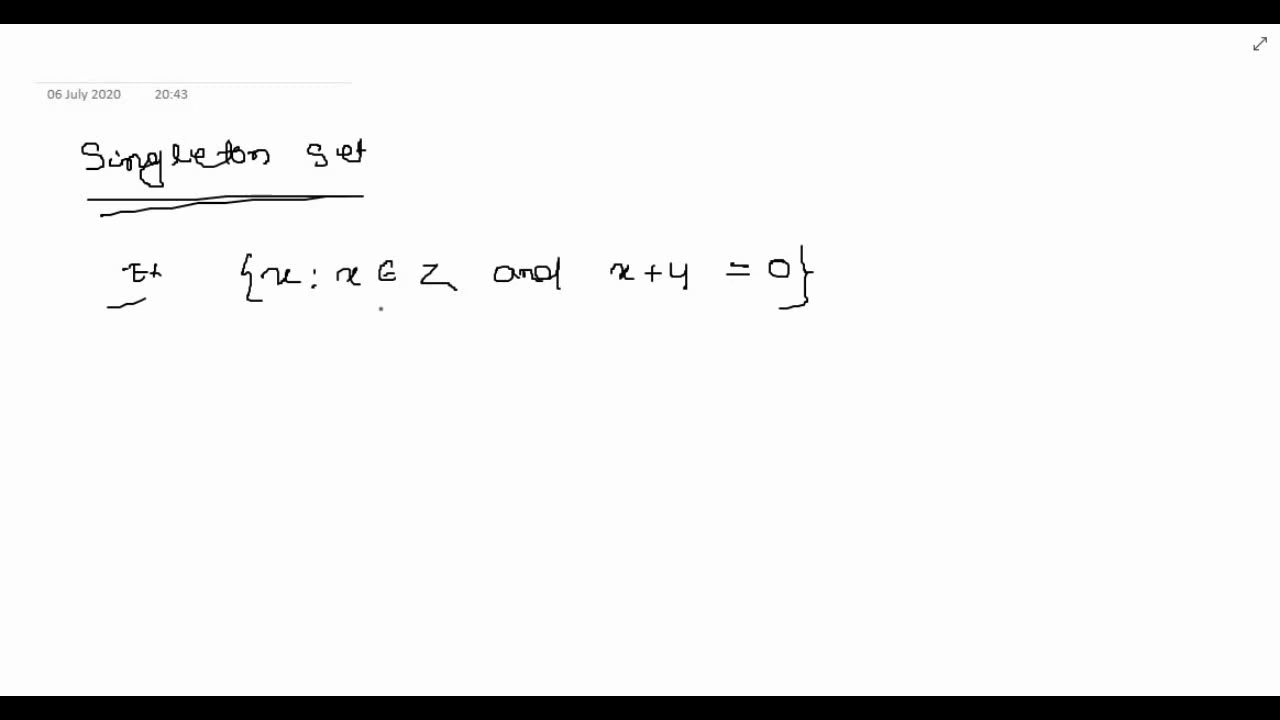 06 July 2020 20:43
Singleton set
Ex {x : x ∈ Z and x+4 = 0}